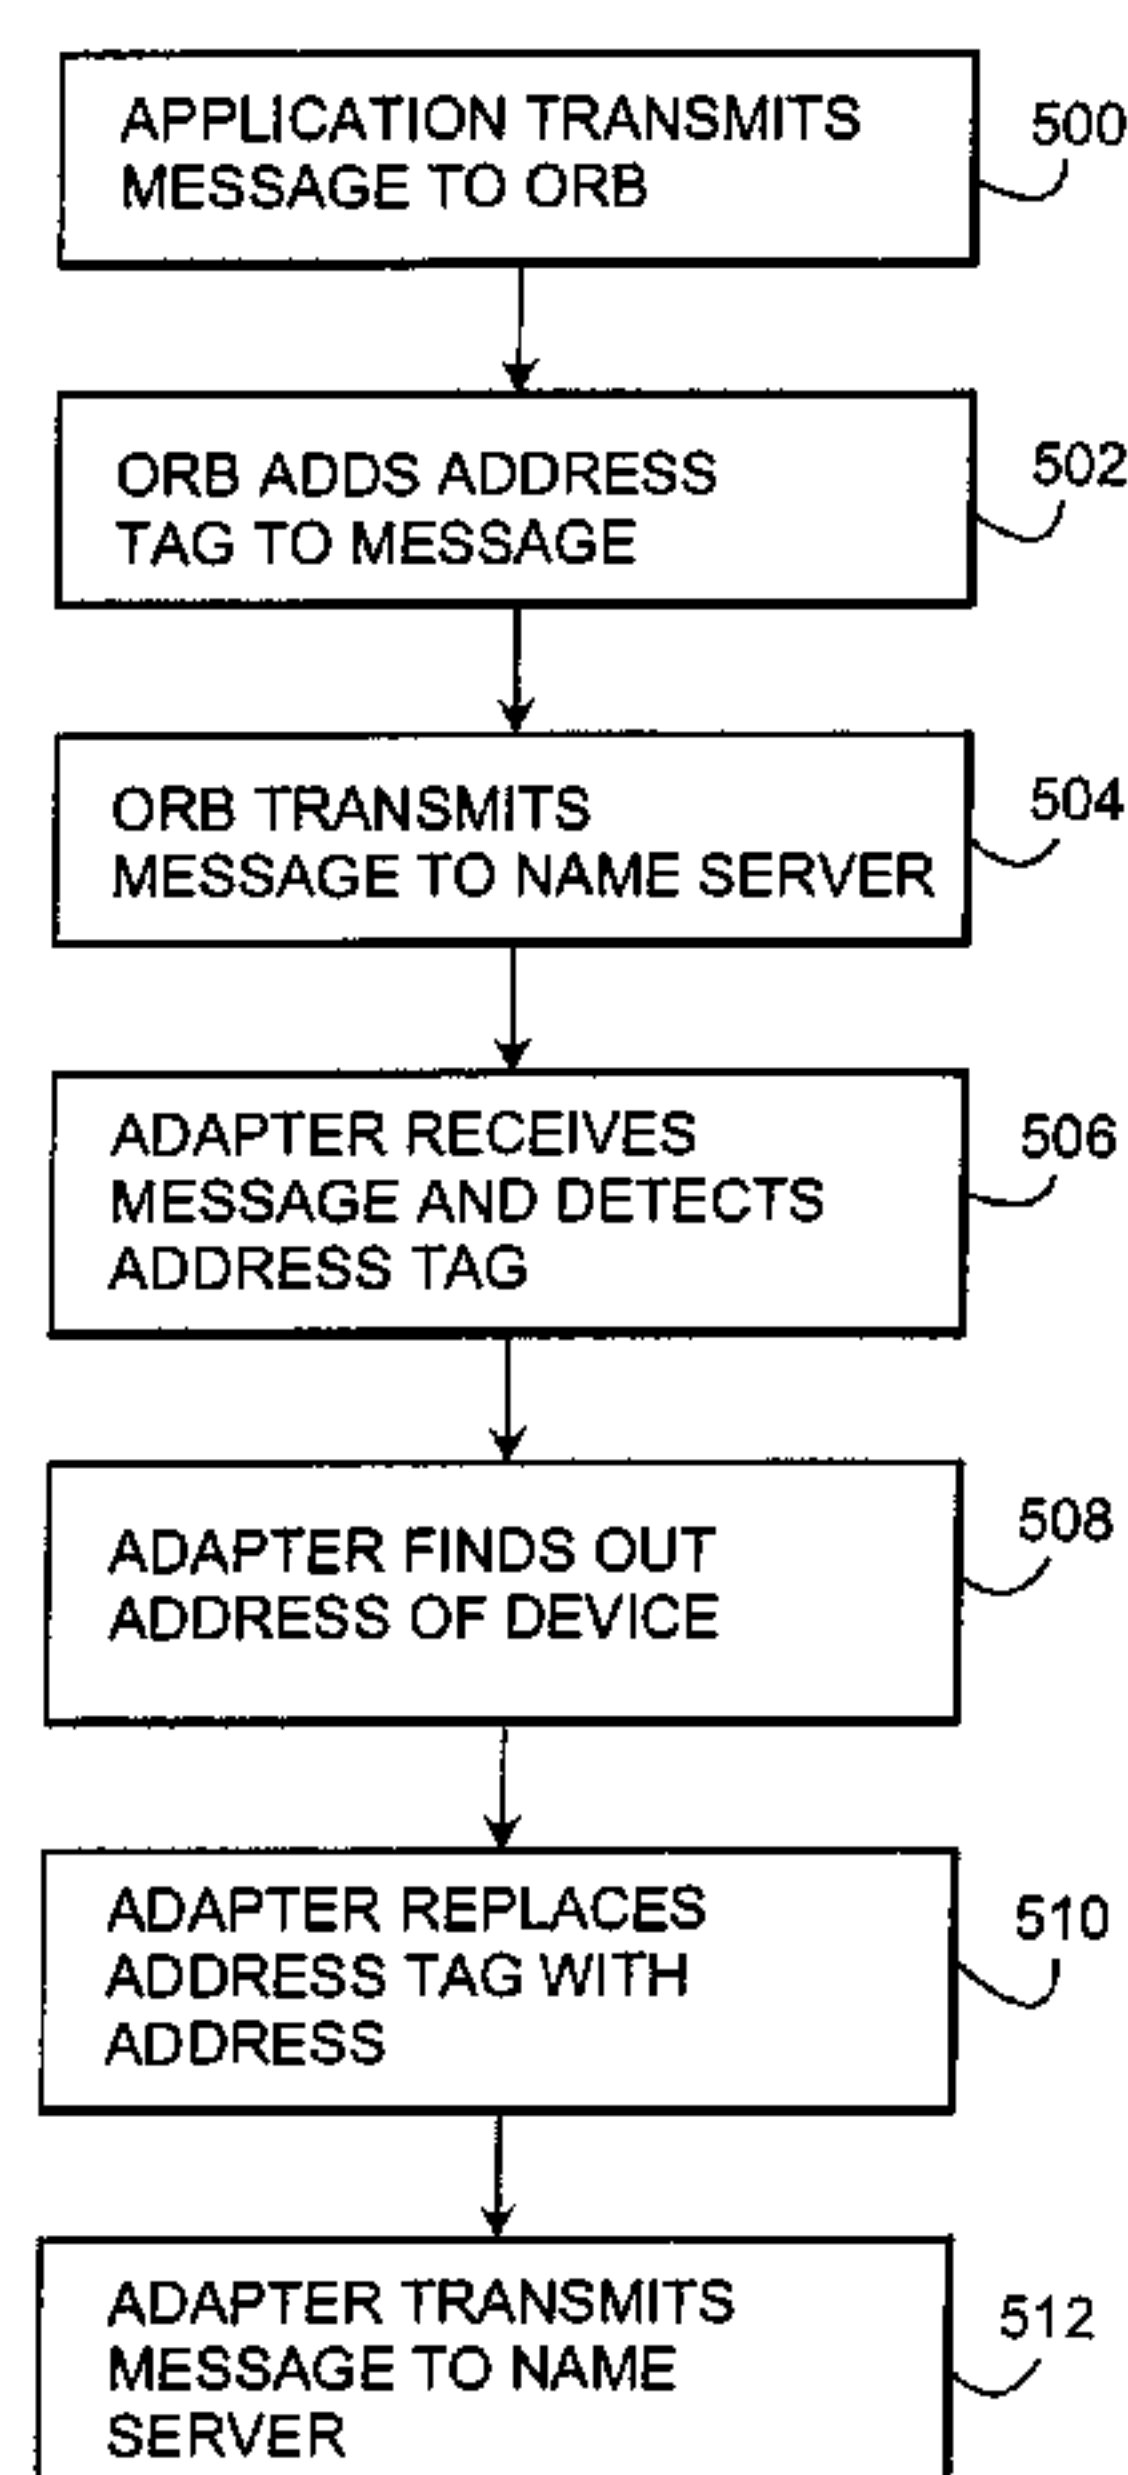 APPLICATION TRANSMITS
MESSAGE TO ORB
500
ORB ADDS ADDRESS
TAG TO MESSAGE
502
ORB TRANSMITS
MESSAGE TO NAME SERVER
504
ADAPTER RECEIVES
MESSAGE AND DETECTS
ADDRESS TAG
506
ADAPTER FINDS OUT
ADDRESS OF DEVICE
508
ADAPTER REPLACES
ADDRESS TAG WITH
ADDRESS
510
ADAPTER TRANSMITS
MESSAGE TO NAME
SERVER
512